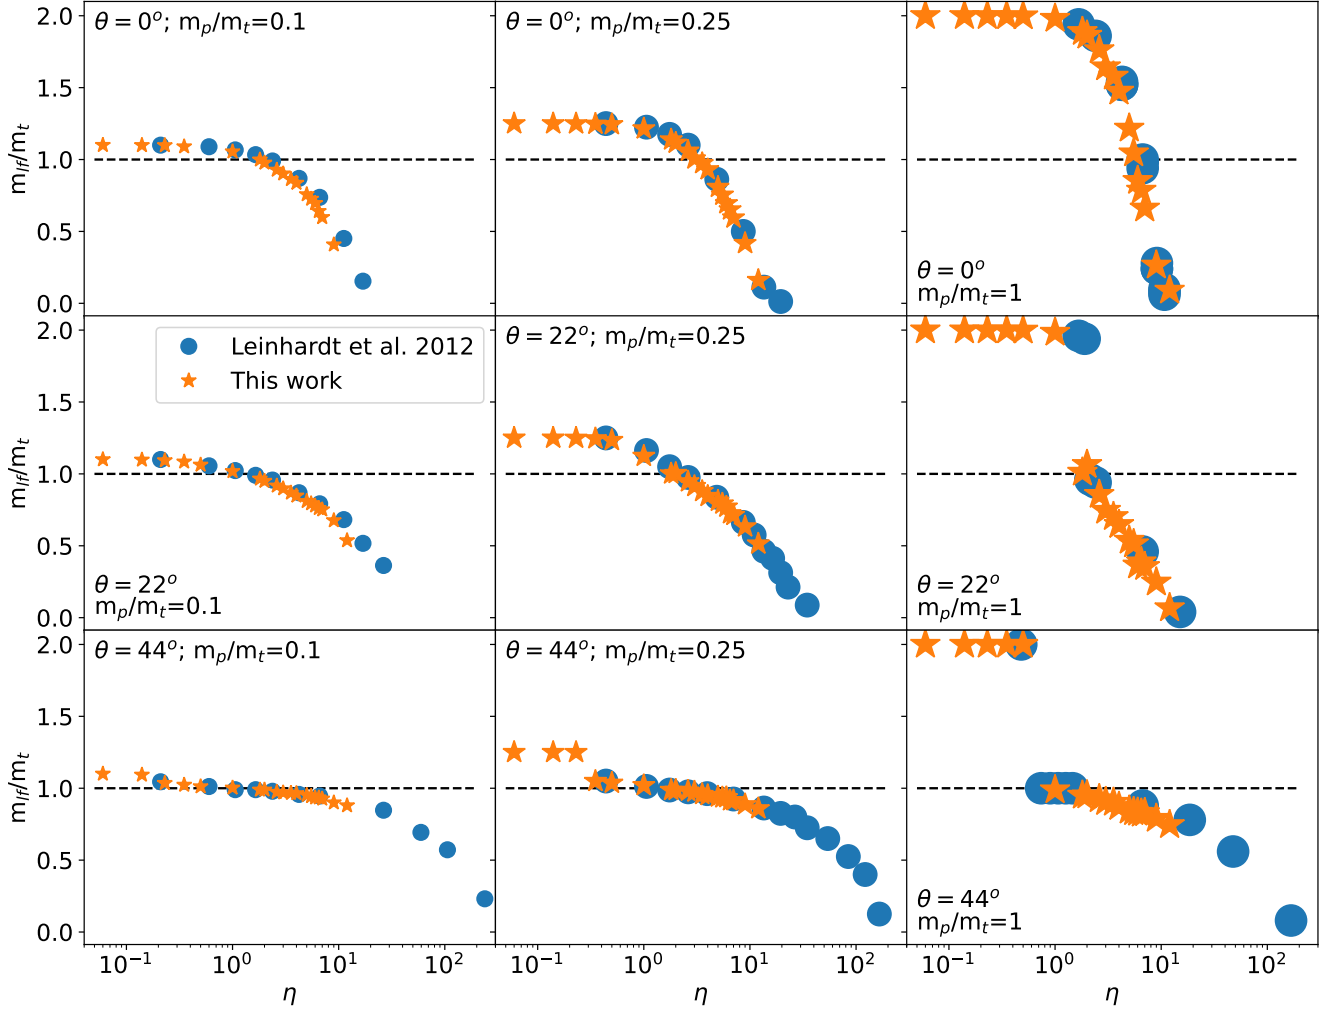 θ = 0°; mₚ/mₜ=0.1
θ = 0°; mₚ/mₜ=0.25
2.0
1.5
1.0
0.5
0.0
m_lf/mₜ
θ = 0°
mₚ/mₜ=1
Leinhardt et al. 2012
This work
θ = 22°; mₚ/mₜ=0.25
2.0
1.5
1.0
0.5
0.0
m_lf/mₜ
θ = 22°
mₚ/mₜ=0.1
θ = 22°
mₚ/mₜ=1
θ = 44°; mₚ/mₜ=0.1
θ = 44°; mₚ/mₜ=0.25
2.0
1.5
1.0
0.5
0.0
m_lf/mₜ
θ = 44°
mₚ/mₜ=1
10⁻¹ 10⁰ 10¹ 10²
10⁻¹ 10⁰ 10¹ 10²
10⁻¹ 10⁰ 10¹ 10²
η
η
η